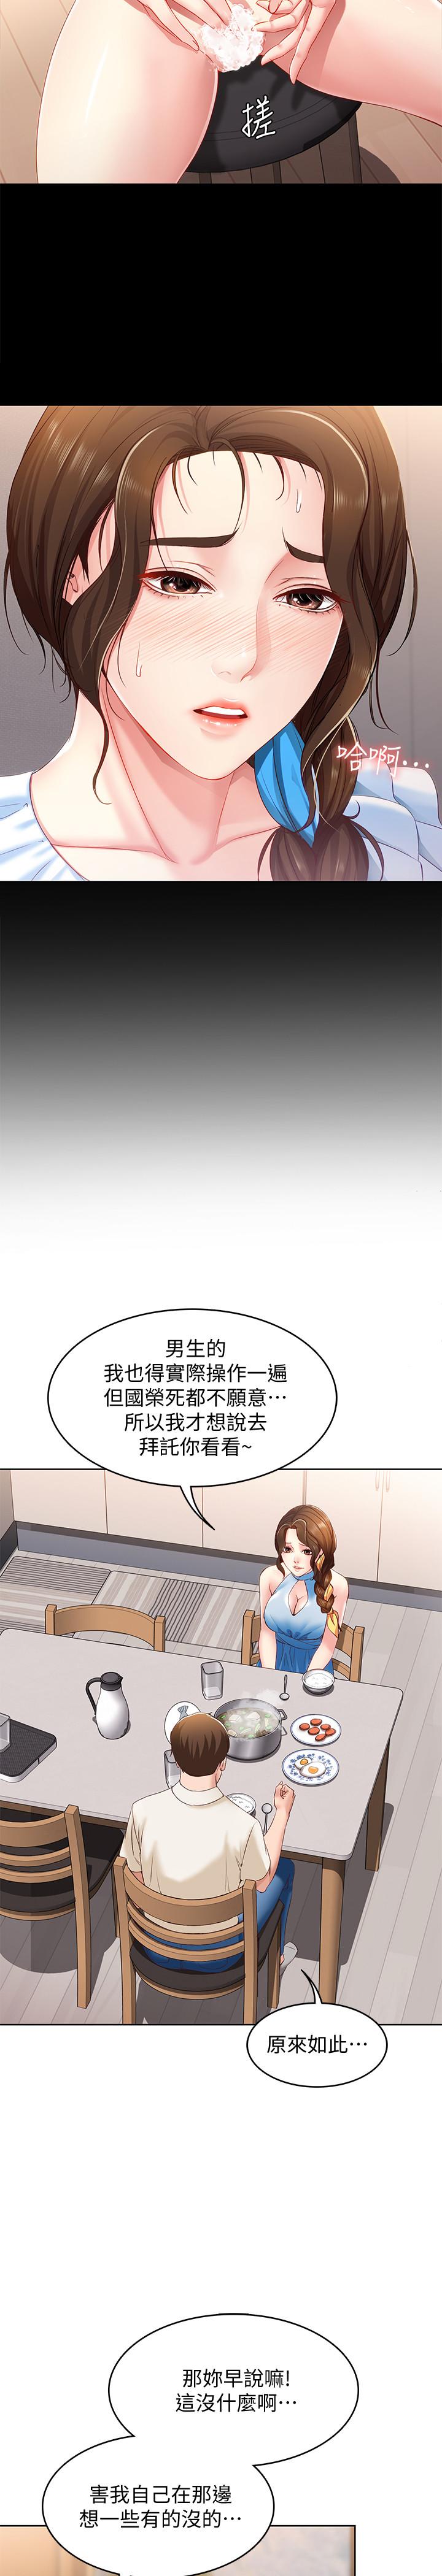 搓
哈啊…
男生的
我也得實際操作一遍
但國榮死都不願意…
所以我才想說去
拜託你看看~
原來如此…
那妳早說嘛!
這沒什麼啊…
害我自己在那邊
想一些有的沒的…